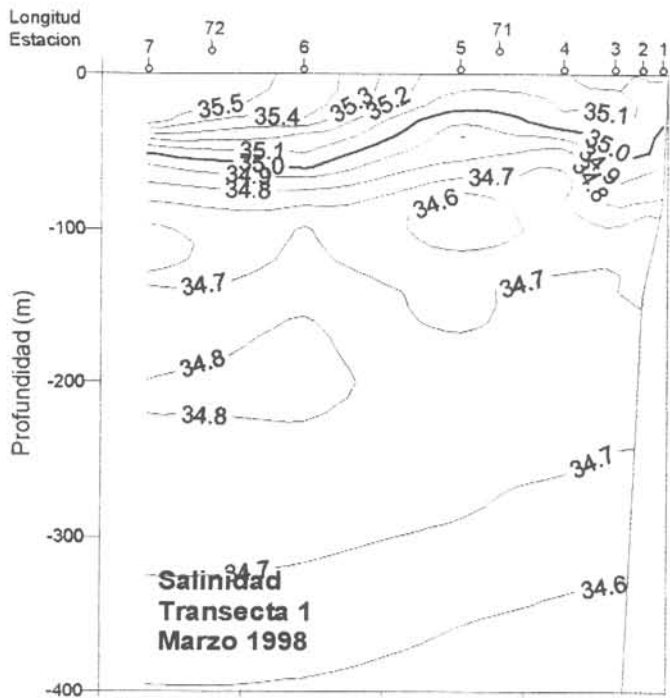 Longitud
72 71
Estacion
7 6 5 4 3 2 1
0
35.5 35.4 35.3 35.2 35.1
35.1 35.0 35.0
34.9 34.9
34.8 34.7 34.8
34.6
-100
34.7 34.7
34.8
-200
34.8
34.7
-300
34.7 34.6
-400
Profundidad (m)
Salinidad
Transecta 1
Marzo 1998